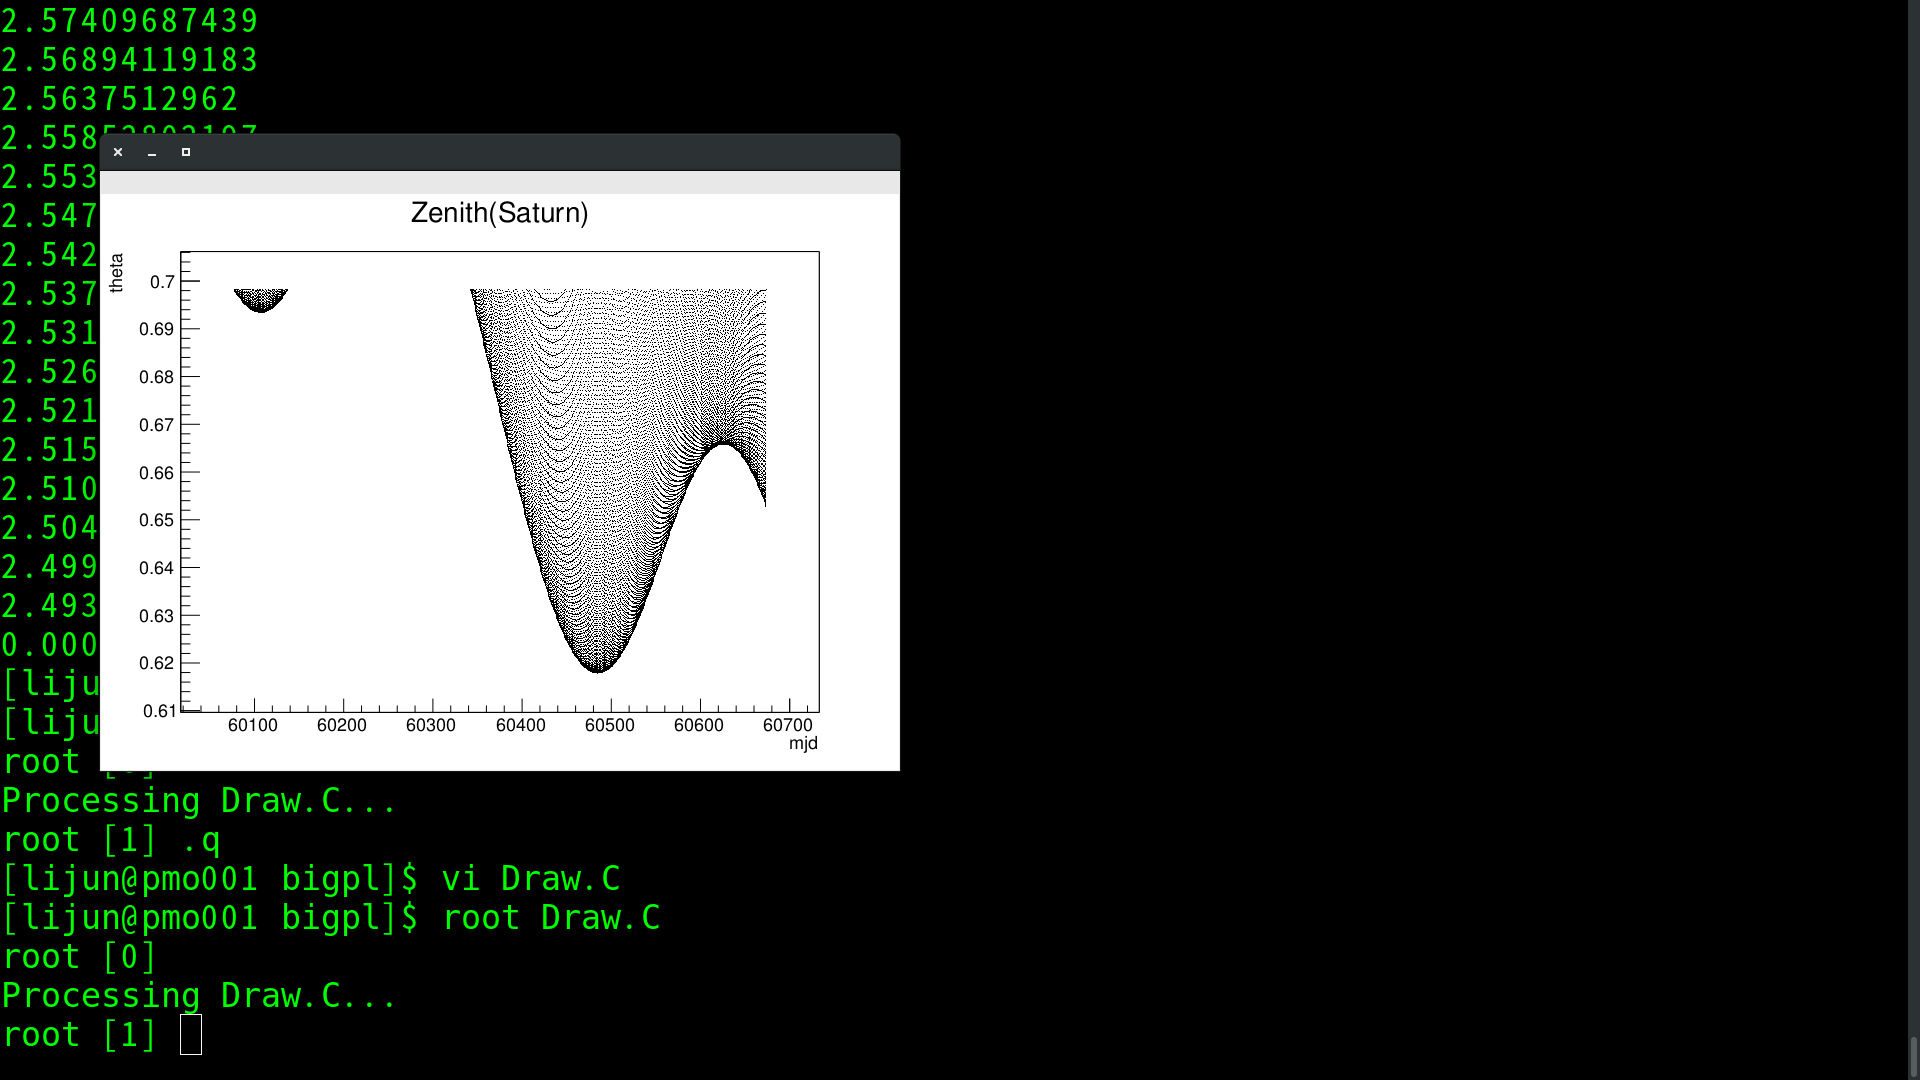 2.57409687439
2.56894119183
2.5637512962
2.553
2.547
2.542
2.537
2.531
2.526
2.521
2.515
2.510
2.504
2.499
2.493
0.000
[liju
[liju
root
Zenith(Saturn)
theta
0.7
0.69
0.68
0.67
0.66
0.65
0.64
0.63
0.62
0.61
60100 60200 60300 60400 60500 60600 60700
mjd
Processing Draw.C...
root [1] .q
[lijun@pmo001 bigpl]$ vi Draw.C
[lijun@pmo001 bigpl]$ root Draw.C
root [0]
Processing Draw.C...
root [1]